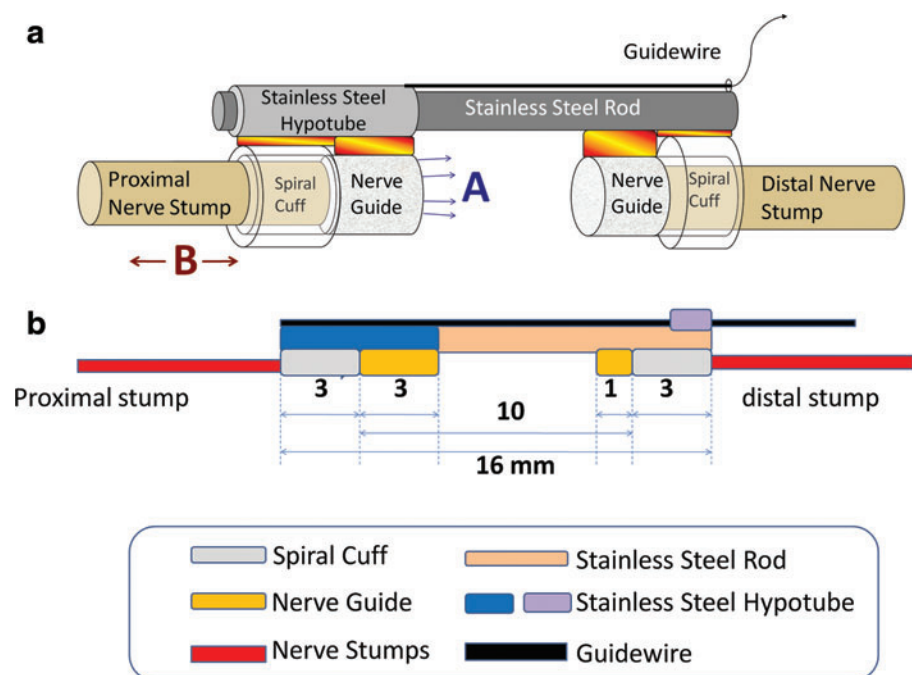 a
Guidewire
Stainless Steel
Hypotube
Stainless Steel Rod
Proximal
Nerve Stump
Spiral
Cuff
Nerve
Guide
A
Nerve
Guide
Spiral
Cuff
Distal Nerve
Stump
B
b
Proximal stump
distal stump
3
3
1
3
10
16 mm
Spiral Cuff
Stainless Steel Rod
Nerve Guide
Stainless Steel Hypotube
Nerve Stumps
Guidewire